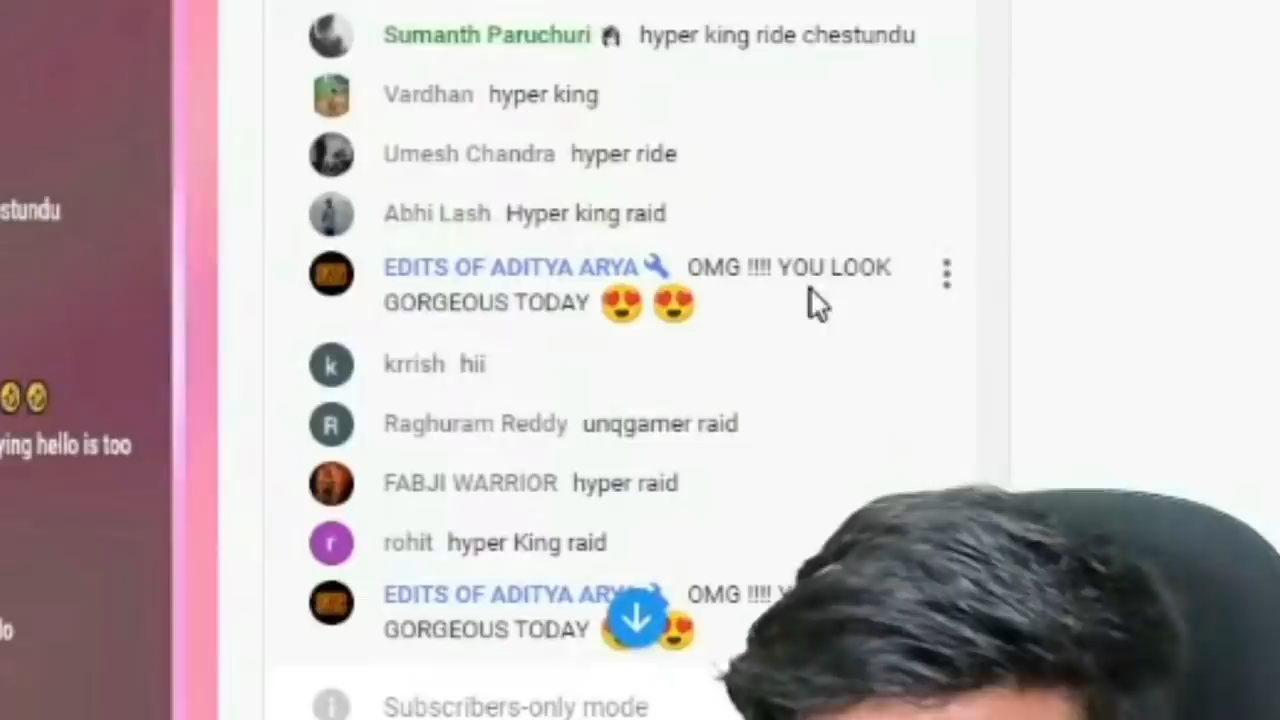 Sumanth Paruchuri hyper king ride chestundu
Vardhan hyper king
Umesh Chandra hyper ride
estundu
Abhi Lash Hyper king raid
EDITS OF ADITYA ARYA OMG !!!! YOU LOOK
GORGEOUS TODAY 😍 😍
k krrish hii
R Raghuram Reddy unqgamer raid
ying hello is too
FABJI WARRIOR hyper raid
r rohit hyper King raid
EDITS OF ADITYA ARY OMG !!!!
GORGEOUS TODAY
lo
Subscribers-only mode